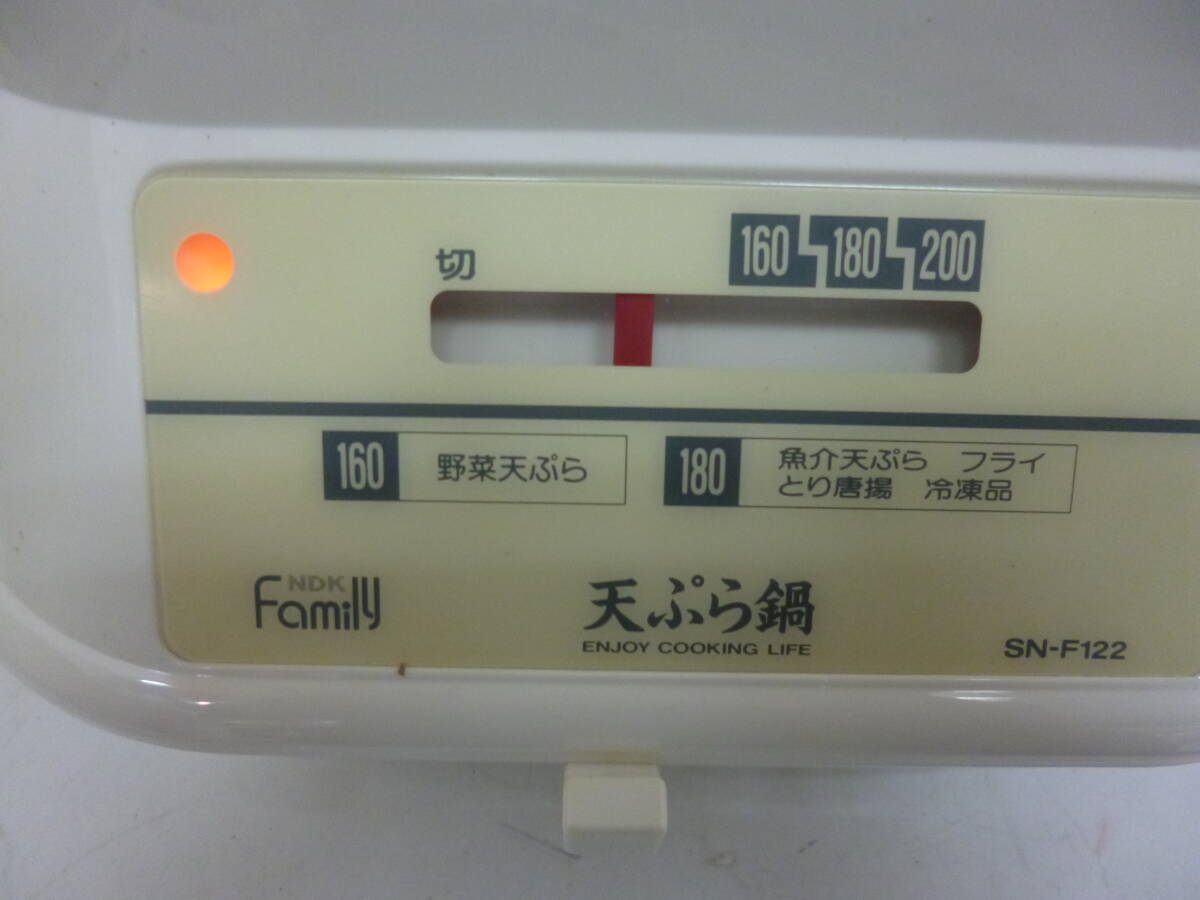 切
160 180 200
160 野菜天ぷら
180 魚介天ぷら フライ
とり唐揚 冷凍品
NDK
Family
天ぷら鍋
ENJOY COOKING LIFE
SN-F122